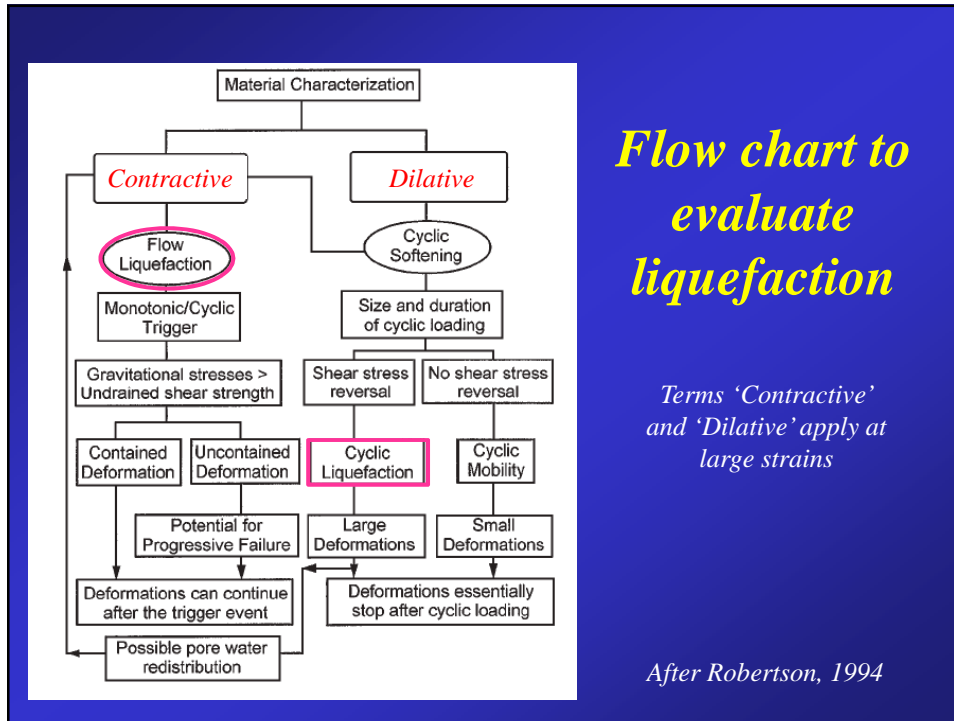 Material Characterization
Contractive
Dilative
Flow
Liquefaction
Cyclic
Softening
Monotonic/Cyclic
Trigger
Size and duration
of cyclic loading
Gravitational stresses >
Undrained shear strength
Shear stress
reversal
No shear stress
reversal
Contained
Deformation
Uncontained
Deformation
Cyclic
Liquefaction
Cyclic
Mobility
Potential for
Progressive Failure
Large
Deformations
Small
Deformations
Deformations can continue
after the trigger event
Deformations essentially
stop after cyclic loading
Possible pore water
redistribution
Flow chart to
evaluate
liquefaction
Terms ‘Contractive’
and ‘Dilative’ apply at
large strains
After Robertson, 1994